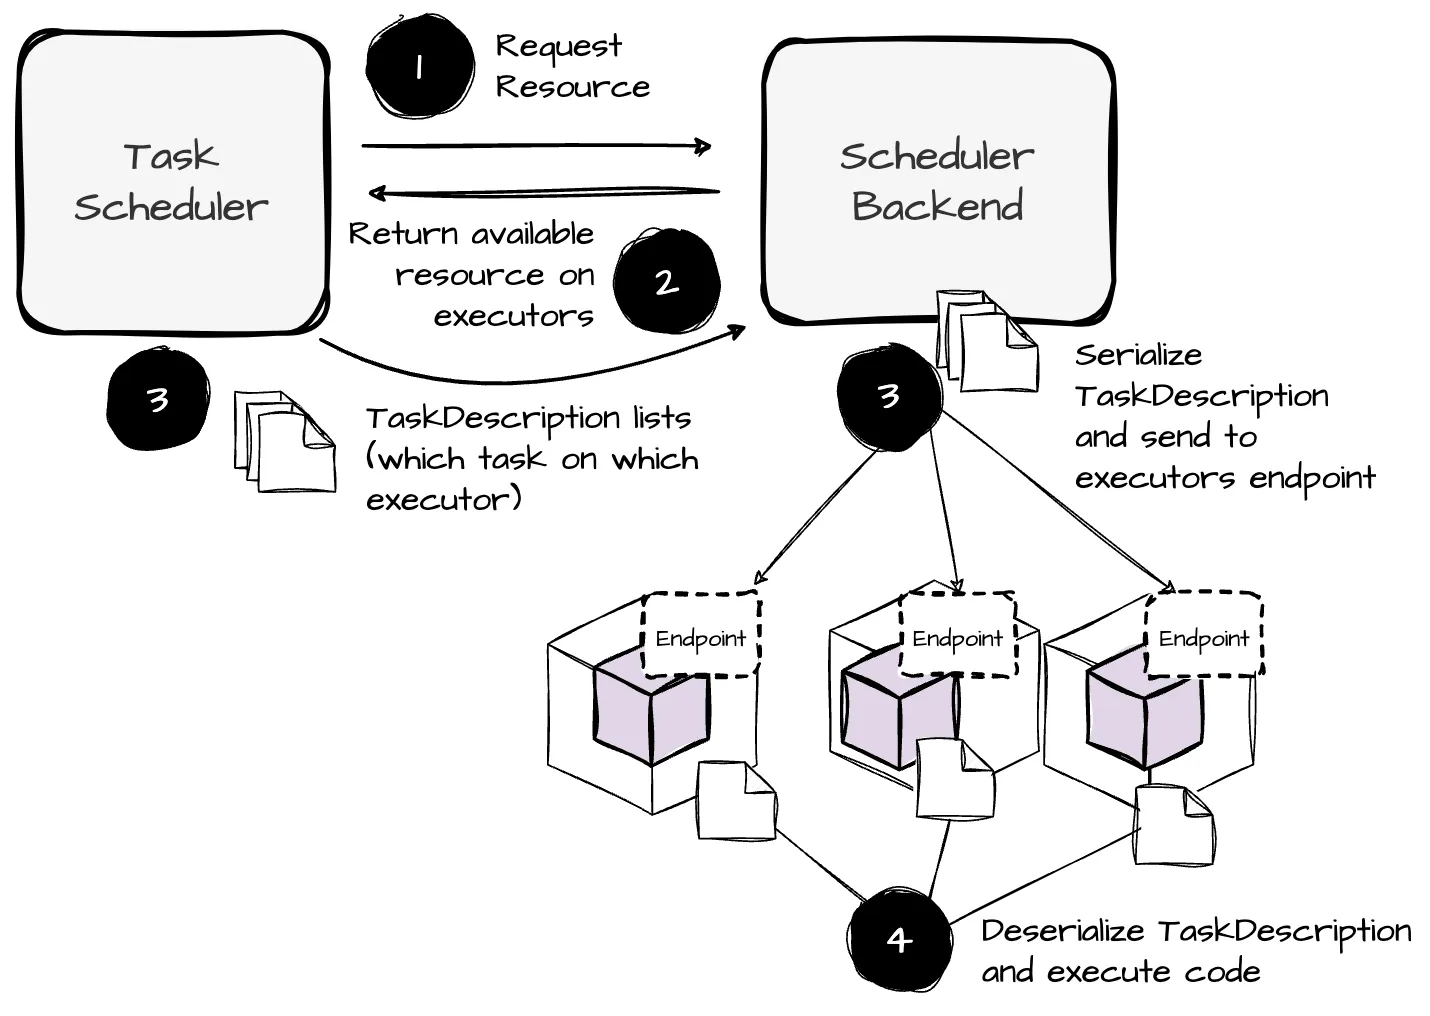 Task
Scheduler
1
Request
Resource
Scheduler
Backend
Return available
resource on
executors
2
3
TaskDescription lists
(which task on which
executor)
3
Serialize
TaskDescription
and send to
executors endpoint
Endpoint
Endpoint
Endpoint
4
Deserialize TaskDescription
and execute code